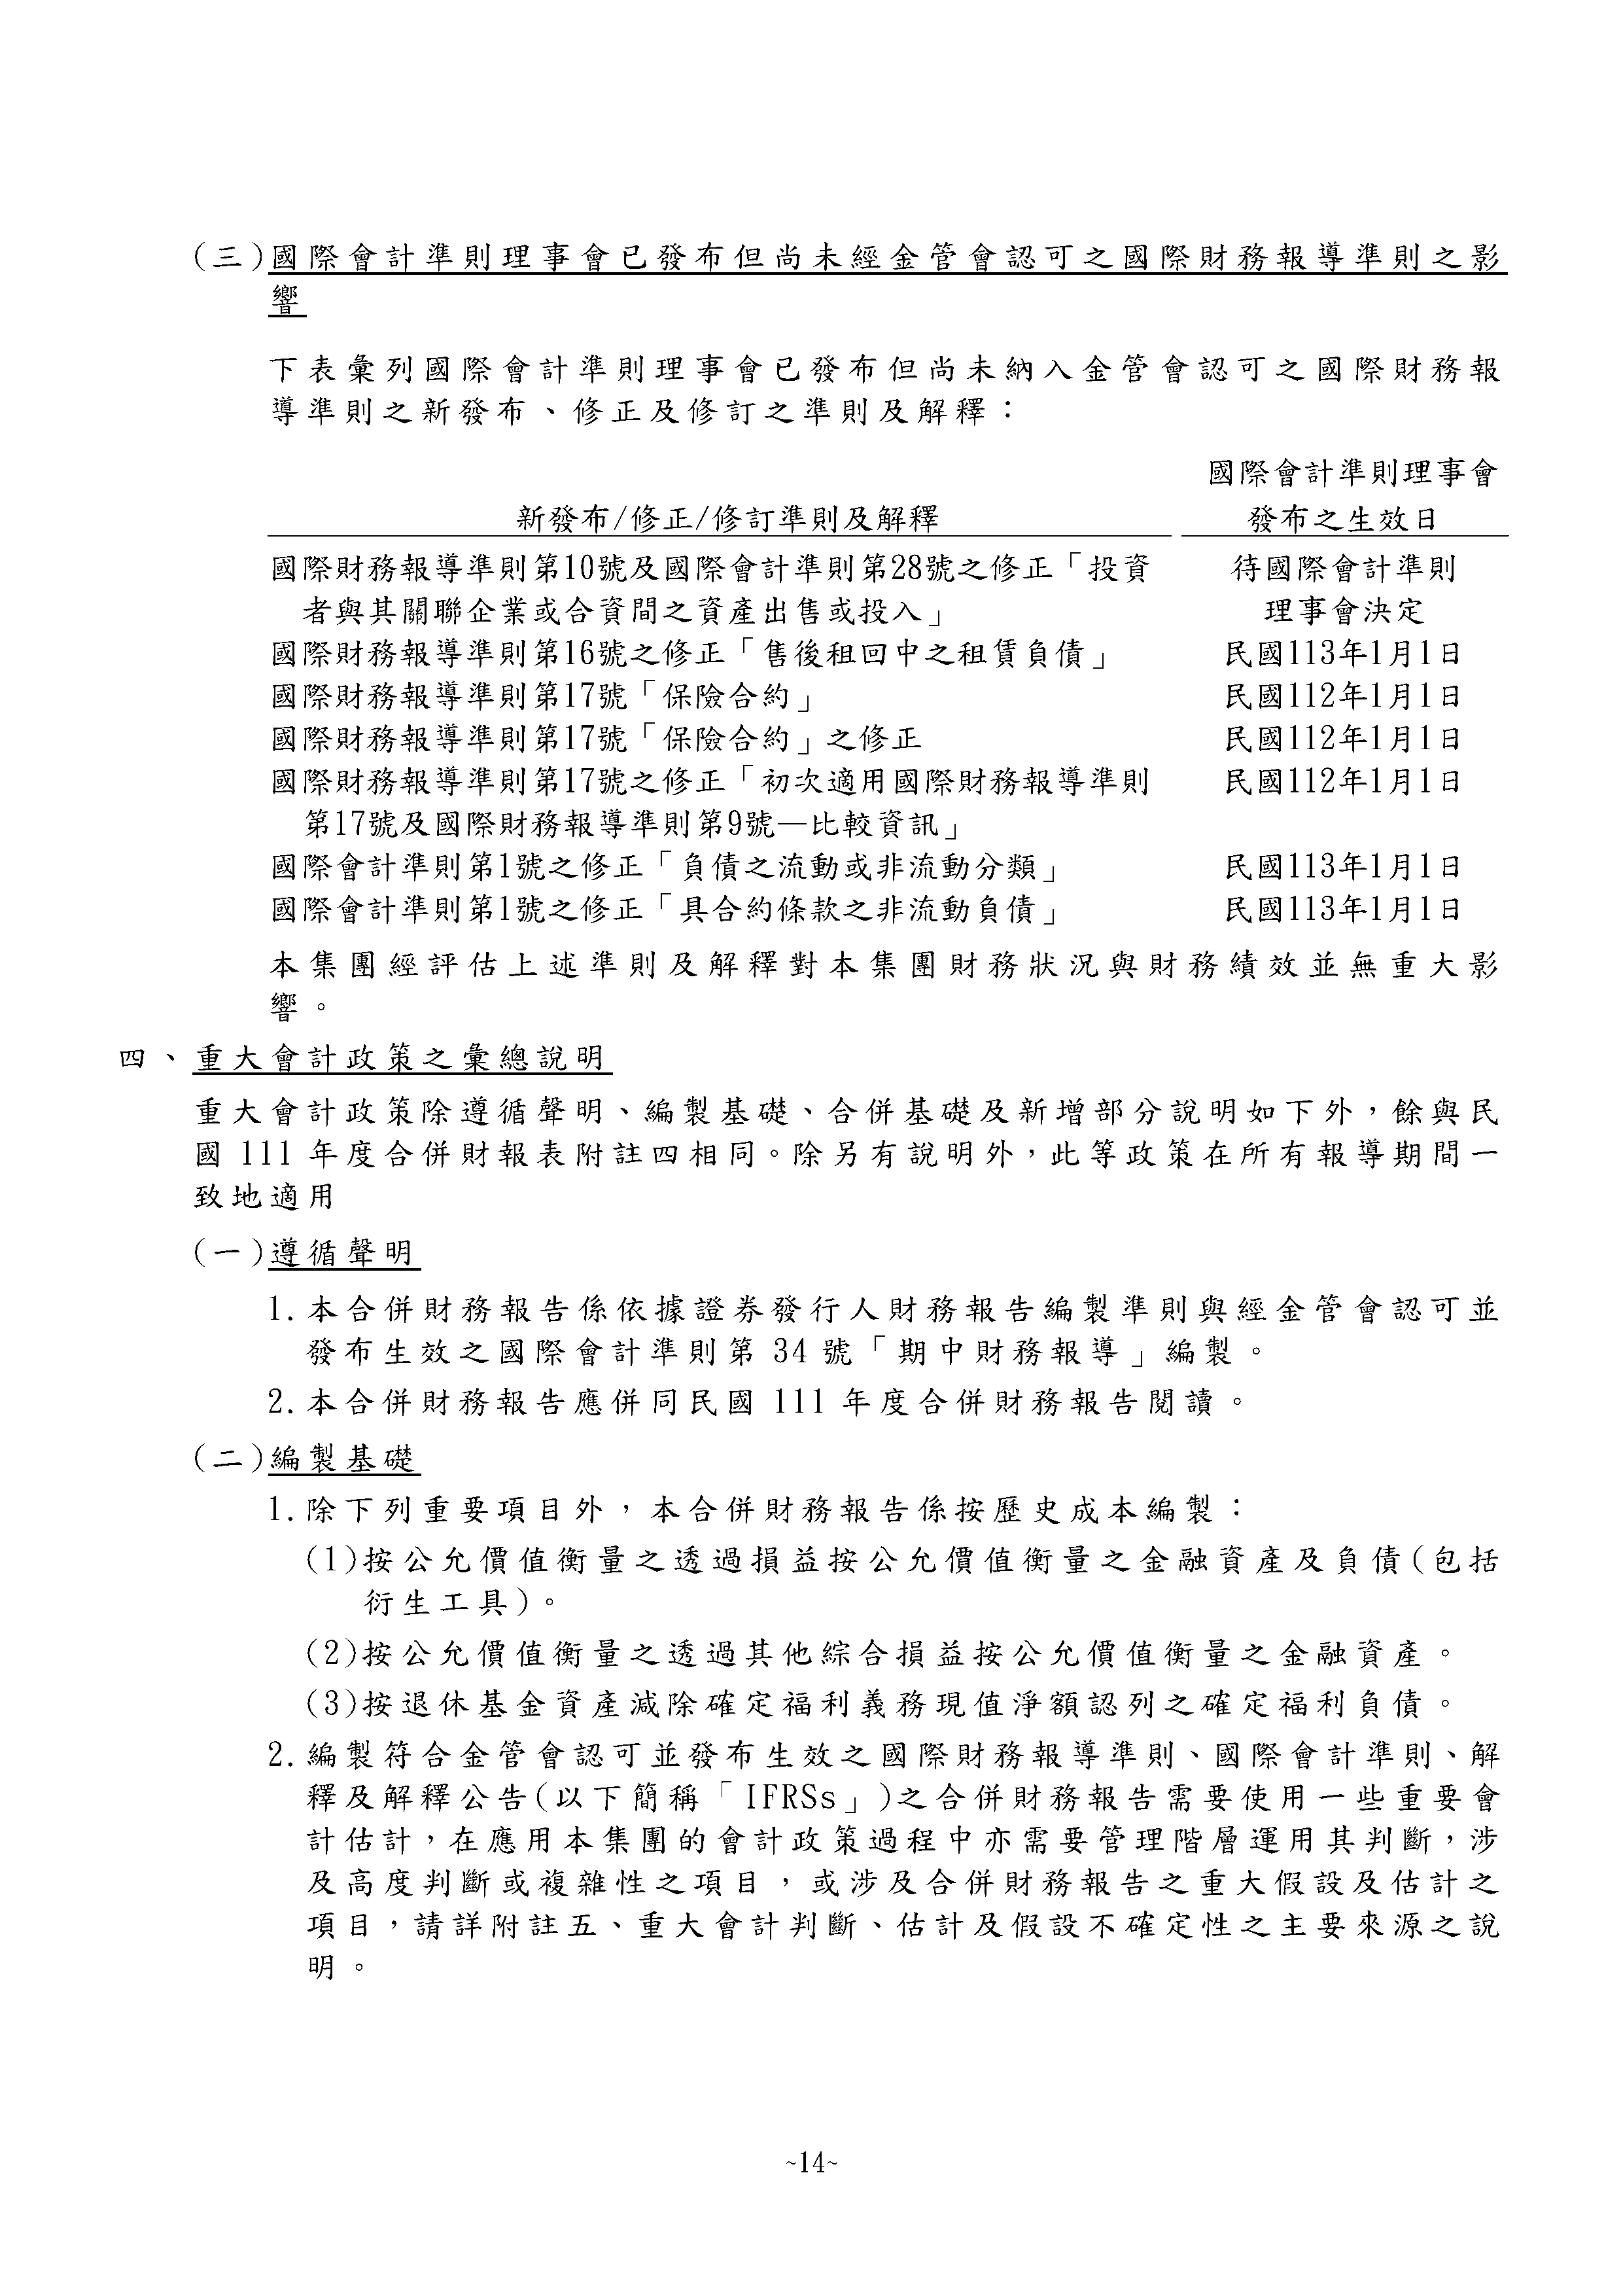 (三)國際會計準則理事會已發布但尚未經金管會認可之國際財務報導準則之影
響
下表彙列國際會計準則理事會已發布但尚未納入金管會認可之國際財務報
導準則之新發布、修正及修訂之準則及解釋：
國際會計準則理事會
新發布/修正/修訂準則及解釋 發布之生效日
國際財務報導準則第10號及國際會計準則第28號之修正「投資 待國際會計準則
者與其關聯企業或合資間之資產出售或投入」 理事會決定
國際財務報導準則第16號之修正「售後租回中之租賃負債」 民國113年1月1日
國際財務報導準則第17號「保險合約」 民國112年1月1日
國際財務報導準則第17號「保險合約」之修正 民國112年1月1日
國際財務報導準則第17號之修正「初次適用國際財務報導準則 民國112年1月1日
第17號及國際財務報導準則第9號—比較資訊」
國際會計準則第1號之修正「負債之流動或非流動分類」 民國113年1月1日
國際會計準則第1號之修正「具合約條款之非流動負債」 民國113年1月1日
本集團經評估上述準則及解釋對本集團財務狀況與財務績效並無重大影
響。
四、重大會計政策之彙總說明
重大會計政策除遵循聲明、編製基礎、合併基礎及新增部分說明如下外，餘與民
國 111 年度合併財報表附註四相同。除另有說明外，此等政策在所有報導期間一
致地適用
(一)遵循聲明
1.本合併財務報告係依據證券發行人財務報告編製準則與經金管會認可並
發布生效之國際會計準則第 34 號「期中財務報導」編製。
2.本合併財務報告應併同民國 111 年度合併財務報告閱讀。
(二)編製基礎
1.除下列重要項目外，本合併財務報告係按歷史成本編製：
(1)按公允價值衡量之透過損益按公允價值衡量之金融資產及負債(包括
衍生工具)。
(2)按公允價值衡量之透過其他綜合損益按公允價值衡量之金融資產。
(3)按退休基金資產減除確定福利義務現值淨額認列之確定福利負債。
2.編製符合金管會認可並發布生效之國際財務報導準則、國際會計準則、解
釋及解釋公告(以下簡稱「IFRSs」)之合併財務報告需要使用一些重要會
計估計，在應用本集團的會計政策過程中亦需要管理階層運用其判斷，涉
及高度判斷或複雜性之項目，或涉及合併財務報告之重大假設及估計之
項目，請詳附註五、重大會計判斷、估計及假設不確定性之主要來源之說
明。
~14~